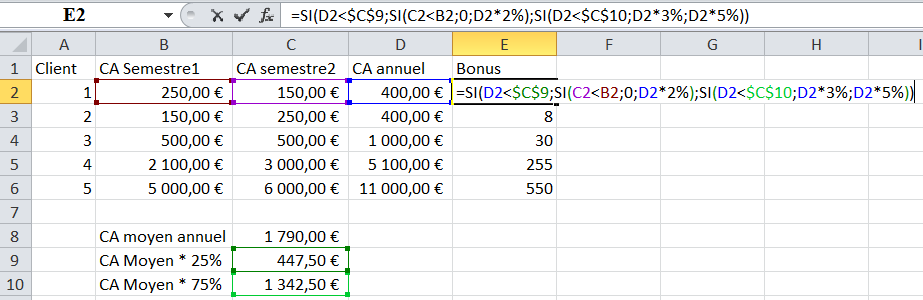 E2 fx =SI(D2<$C$9;SI(C2<B2;0;D2*2%);SI(D2<$C$10;D2*3%;D2*5%))
A B C D E F G H I
1 Client CA Semestre1 CA semestre2 CA annuel Bonus
2 1 250,00 € 150,00 € 400,00 € =SI(D2<$C$9;SI(C2<B2;0;D2*2%);SI(D2<$C$10;D2*3%;D2*5%))
3 2 150,00 € 250,00 € 400,00 € 8
4 3 500,00 € 500,00 € 1 000,00 € 30
5 4 2 100,00 € 3 000,00 € 5 100,00 € 255
6 5 5 000,00 € 6 000,00 € 11 000,00 € 550
7
8 CA moyen annuel 1 790,00 €
9 CA Moyen * 25% 447,50 €
10 CA Moyen * 75% 1 342,50 €